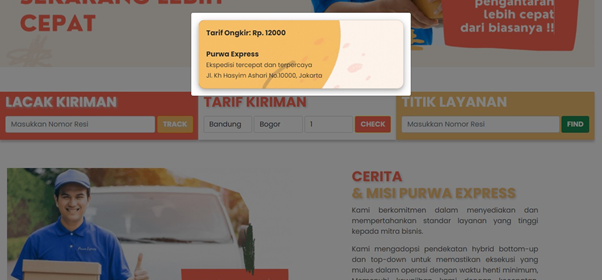 CEPAT
pengantaran
lebih cepat
dari biasanya !!
Tarif Ongkir: Rp. 12000
Purwa Express
Ekspedisi tercepat dan terpercaya
Jl. Kh Hasyim Ashari No.10000, Jakarta
LACAK KIRIMAN
Masukkan Nomor Resi
TRACK
TARIF KIRIMAN
Bandung
Bogor
1
CHECK
TITIK LAYANAN
Masukkan Nomor Resi
FIND
CERITA
& MISI PURWA EXPRESS
Kami berkomitmen dalam menyediakan dan
mempertahankan standar layanan yang tinggi
kepada mitra bisnis.
Kami mengadopsi pendekatan hybrid bottom-up
dan top-down untuk memastikan eksekusi yang
mulus dalam operasi dengan waktu henti minimum.